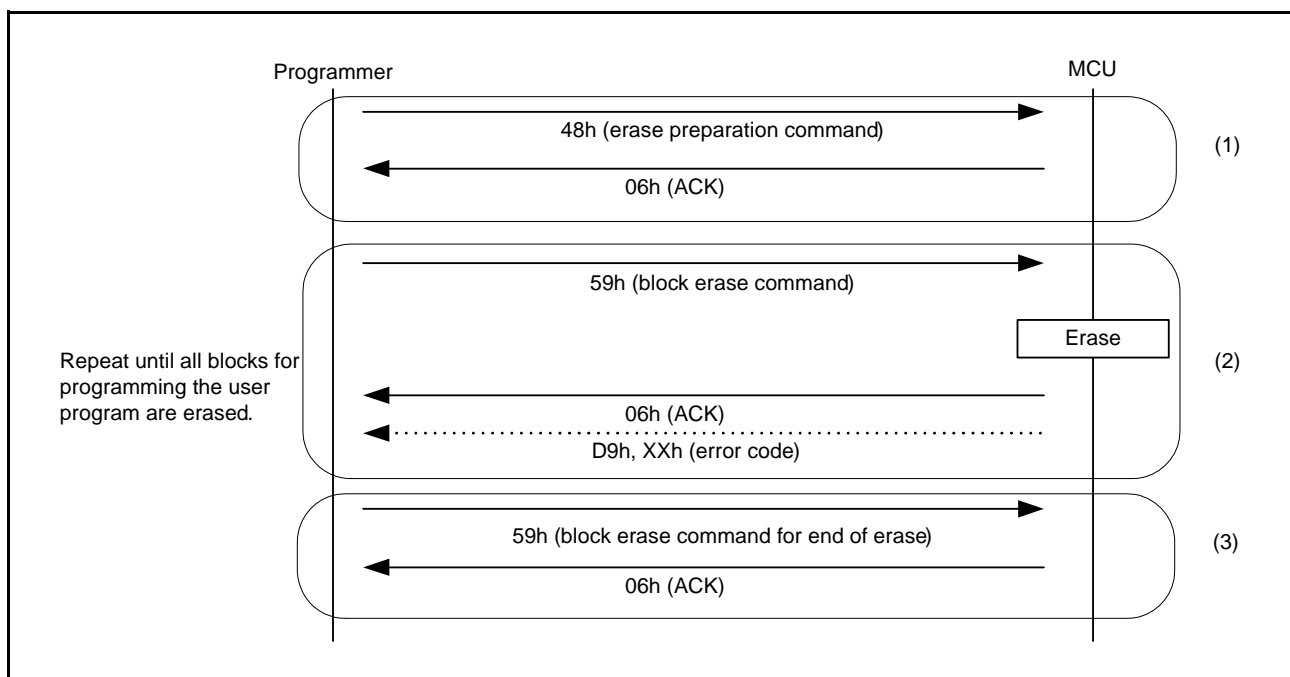 Programmer
MCU
48h (erase preparation command)
(1)
06h (ACK)
59h (block erase command)
Erase
Repeat until all blocks for
programming the user
program are erased.
(2)
06h (ACK)
D9h, XXh (error code)
59h (block erase command for end of erase)
(3)
06h (ACK)